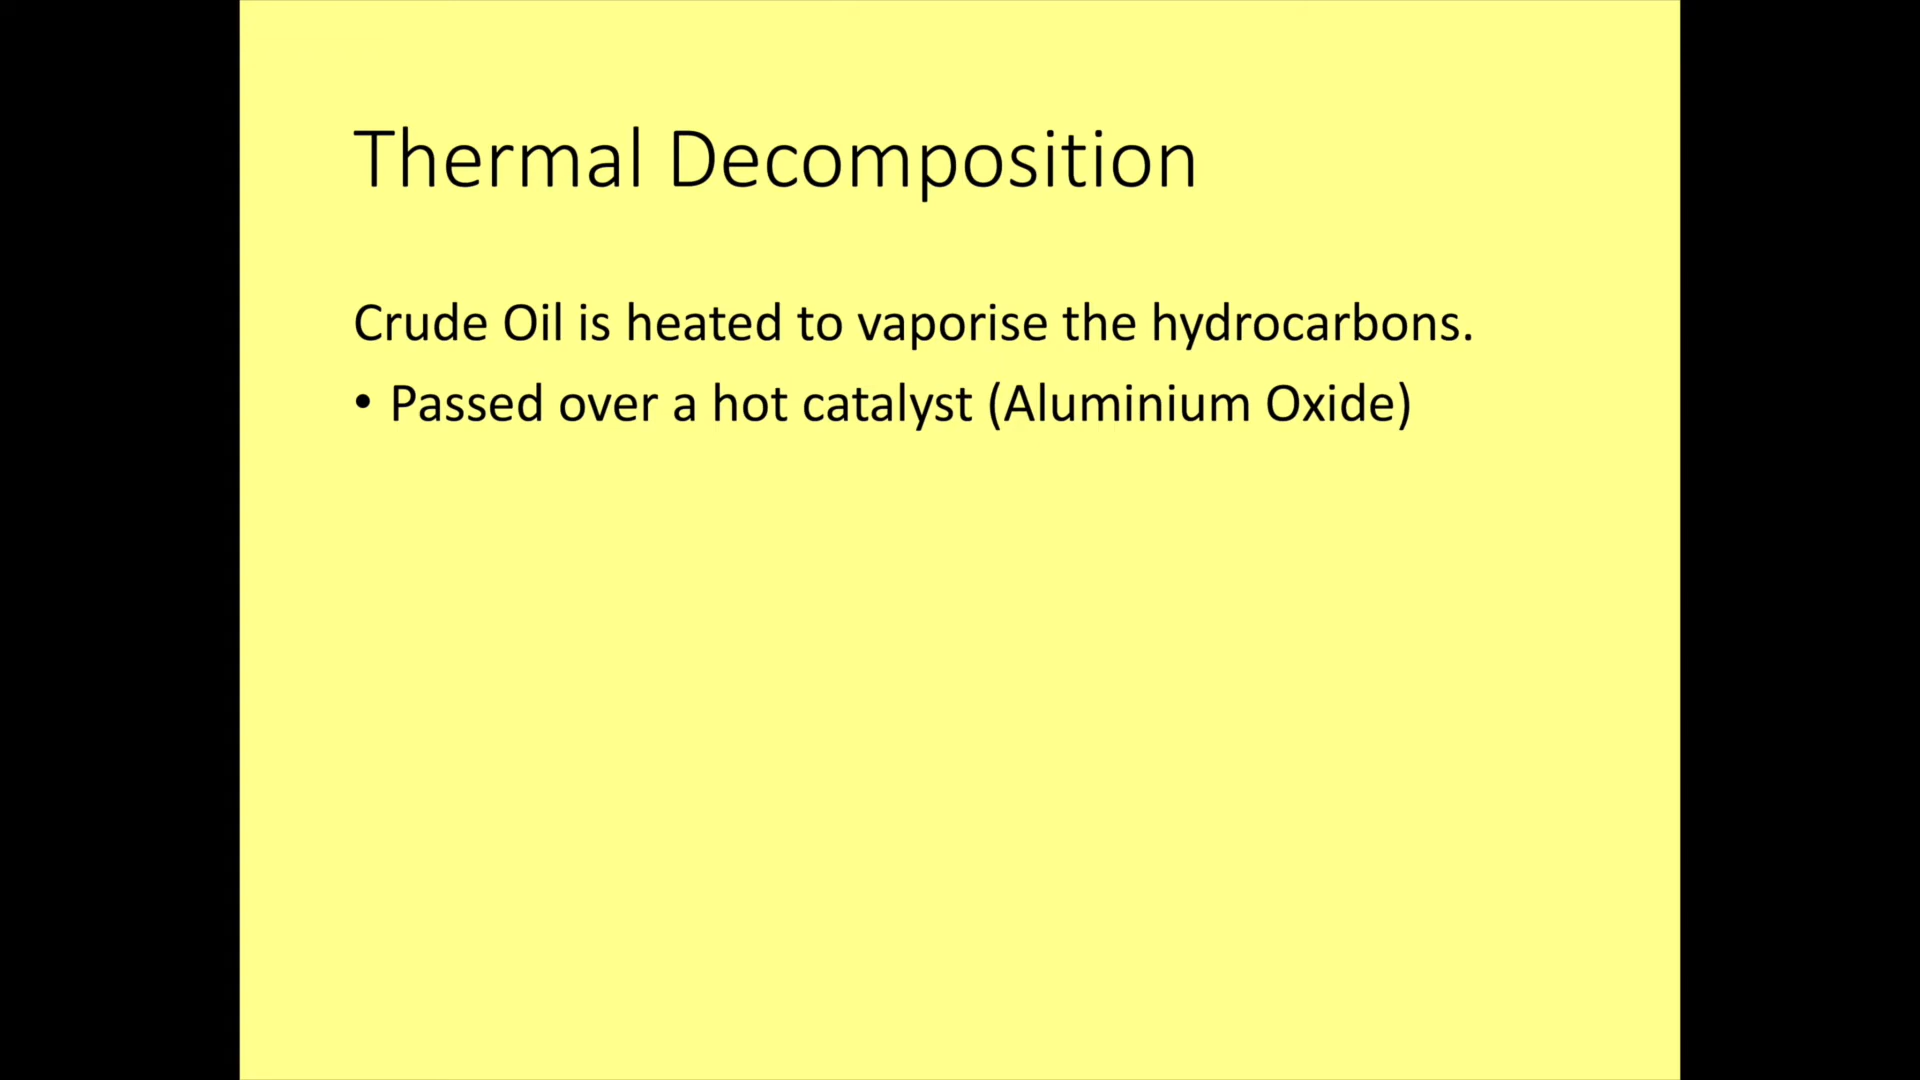 Thermal Decomposition
Crude Oil is heated to vaporise the hydrocarbons.
• Passed over a hot catalyst (Aluminium Oxide)